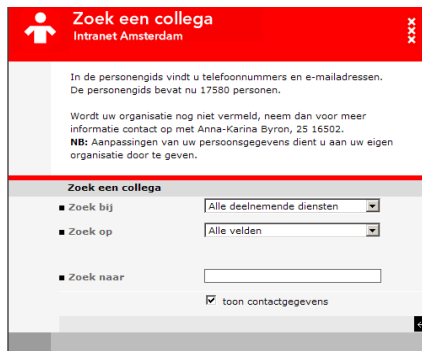 Zoek een collega
Intranet Amsterdam
In de personengids vindt u telefoonnummers en e-mailadressen.
De personengids bevat nu 17580 personen.
Wordt uw organisatie nog niet vermeld, neem dan voor meer
informatie contact op met Anna-Karina Byron, 25 16502.
NB: Aanpassingen van uw persoonsgegevens dient u aan uw eigen
organisatie door te geven.
Zoek een collega
Zoek bij Alle deelnemende diensten
Zoek op Alle velden
Zoek naar
toon contactgegevens